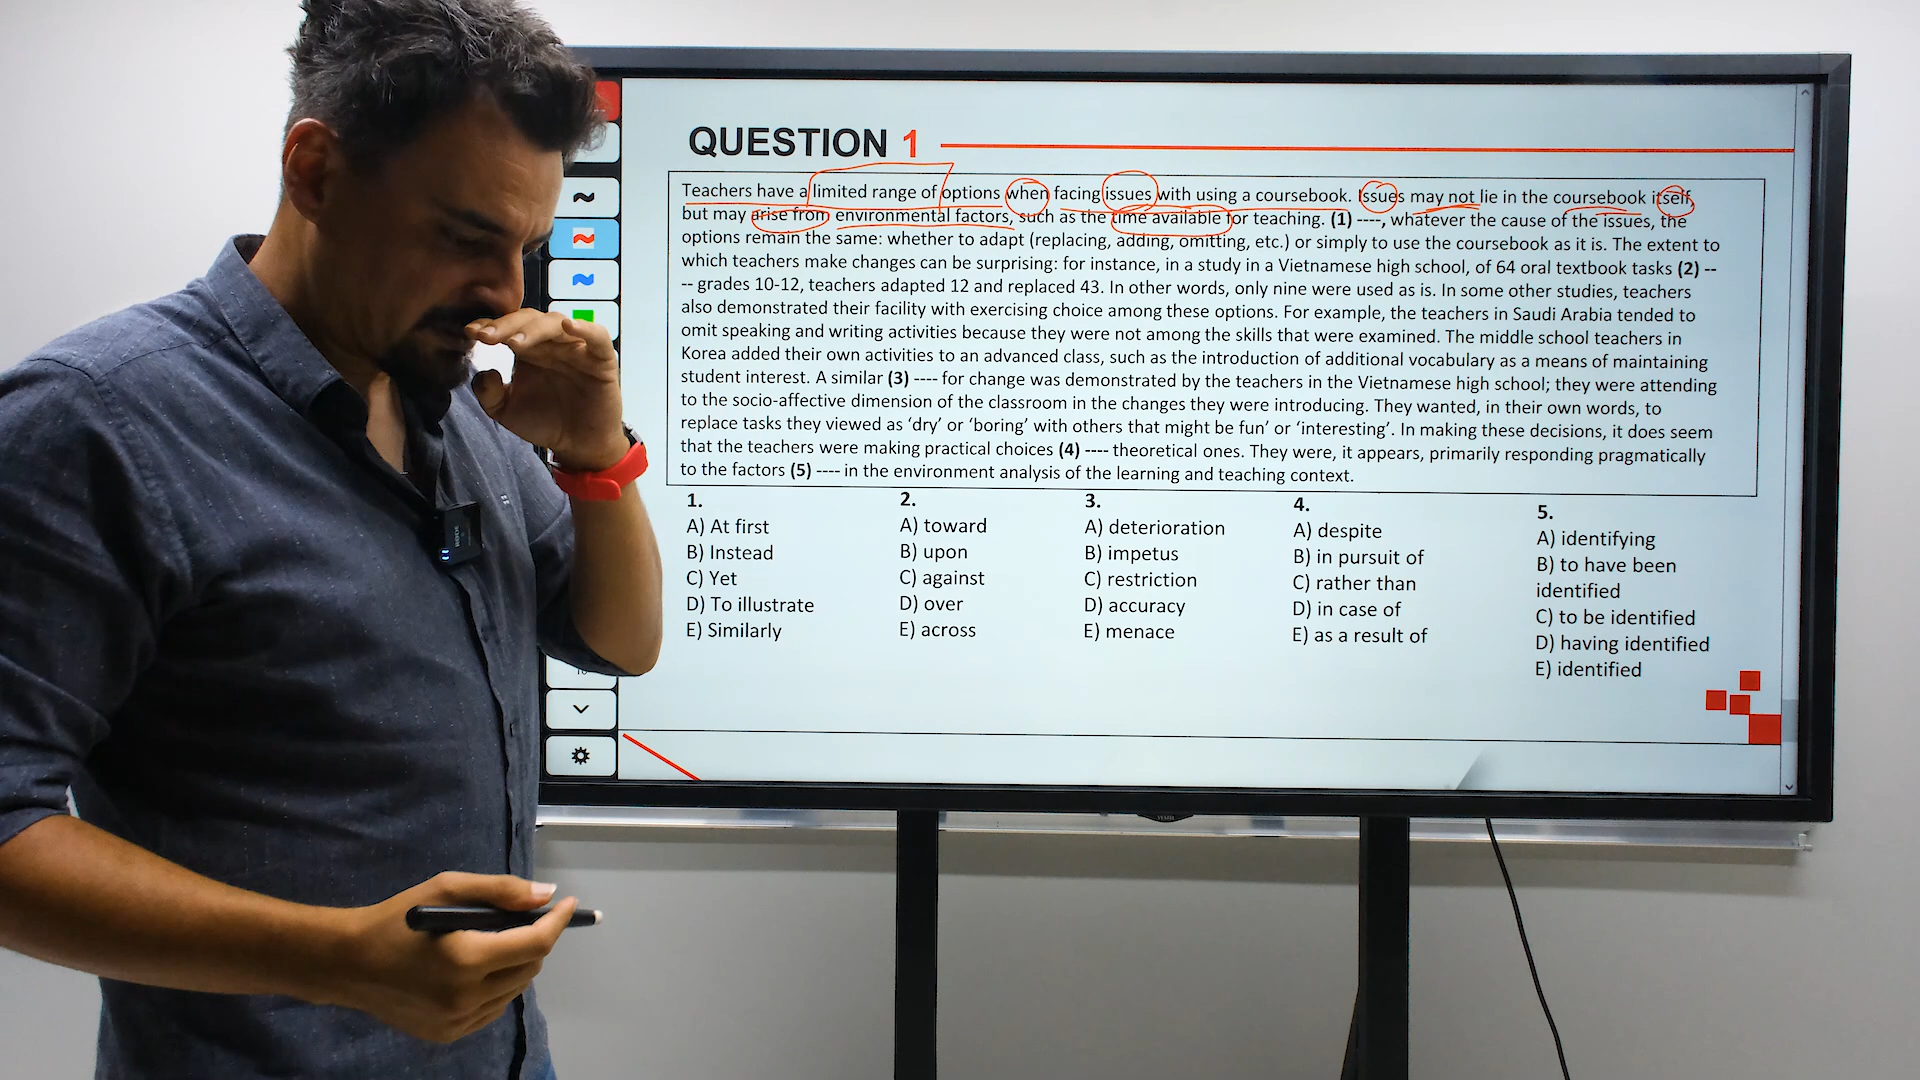 QUESTION 1
Teachers have a limited range of options when facing issues with using a coursebook. Issues may not lie in the coursebook itself,
but may arise from environmental factors, such as the time available for teaching. (1) ----, whatever the cause of the issues, the
options remain the same: whether to adapt (replacing, adding, omitting, etc.) or simply to use the coursebook as it is. The extent to
which teachers make changes can be surprising: for instance, in a study in a Vietnamese high school, of 64 oral textbook tasks (2) --
-- grades 10-12, teachers adapted 12 and replaced 43. In other words, only nine were used as is. In some other studies, teachers
also demonstrated their facility with exercising choice among these options. For example, the teachers in Saudi Arabia tended to
omit speaking and writing activities because they were not among the skills that were examined. The middle school teachers in
Korea added their own activities to an advanced class, such as the introduction of additional vocabulary as a means of maintaining
student interest. A similar (3) ---- for change was demonstrated by the teachers in the Vietnamese high school; they were attending
to the socio-affective dimension of the classroom in the changes they were introducing. They wanted, in their own words, to
replace tasks they viewed as ‘dry’ or ‘boring’ with others that might be fun’ or ‘interesting’. In making these decisions, it does seem
that the teachers were making practical choices (4) ---- theoretical ones. They were, it appears, primarily responding pragmatically
to the factors (5) ---- in the environment analysis of the learning and teaching context.
1.
A) At first
B) Instead
C) Yet
D) To illustrate
E) Similarly
2.
A) toward
B) upon
C) against
D) over
E) across
3.
A) deterioration
B) impetus
C) restriction
D) accuracy
E) menace
4.
A) despite
B) in pursuit of
C) rather than
D) in case of
E) as a result of
5.
A) identifying
B) to have been
identified
C) to be identified
D) having identified
E) identified
RODE